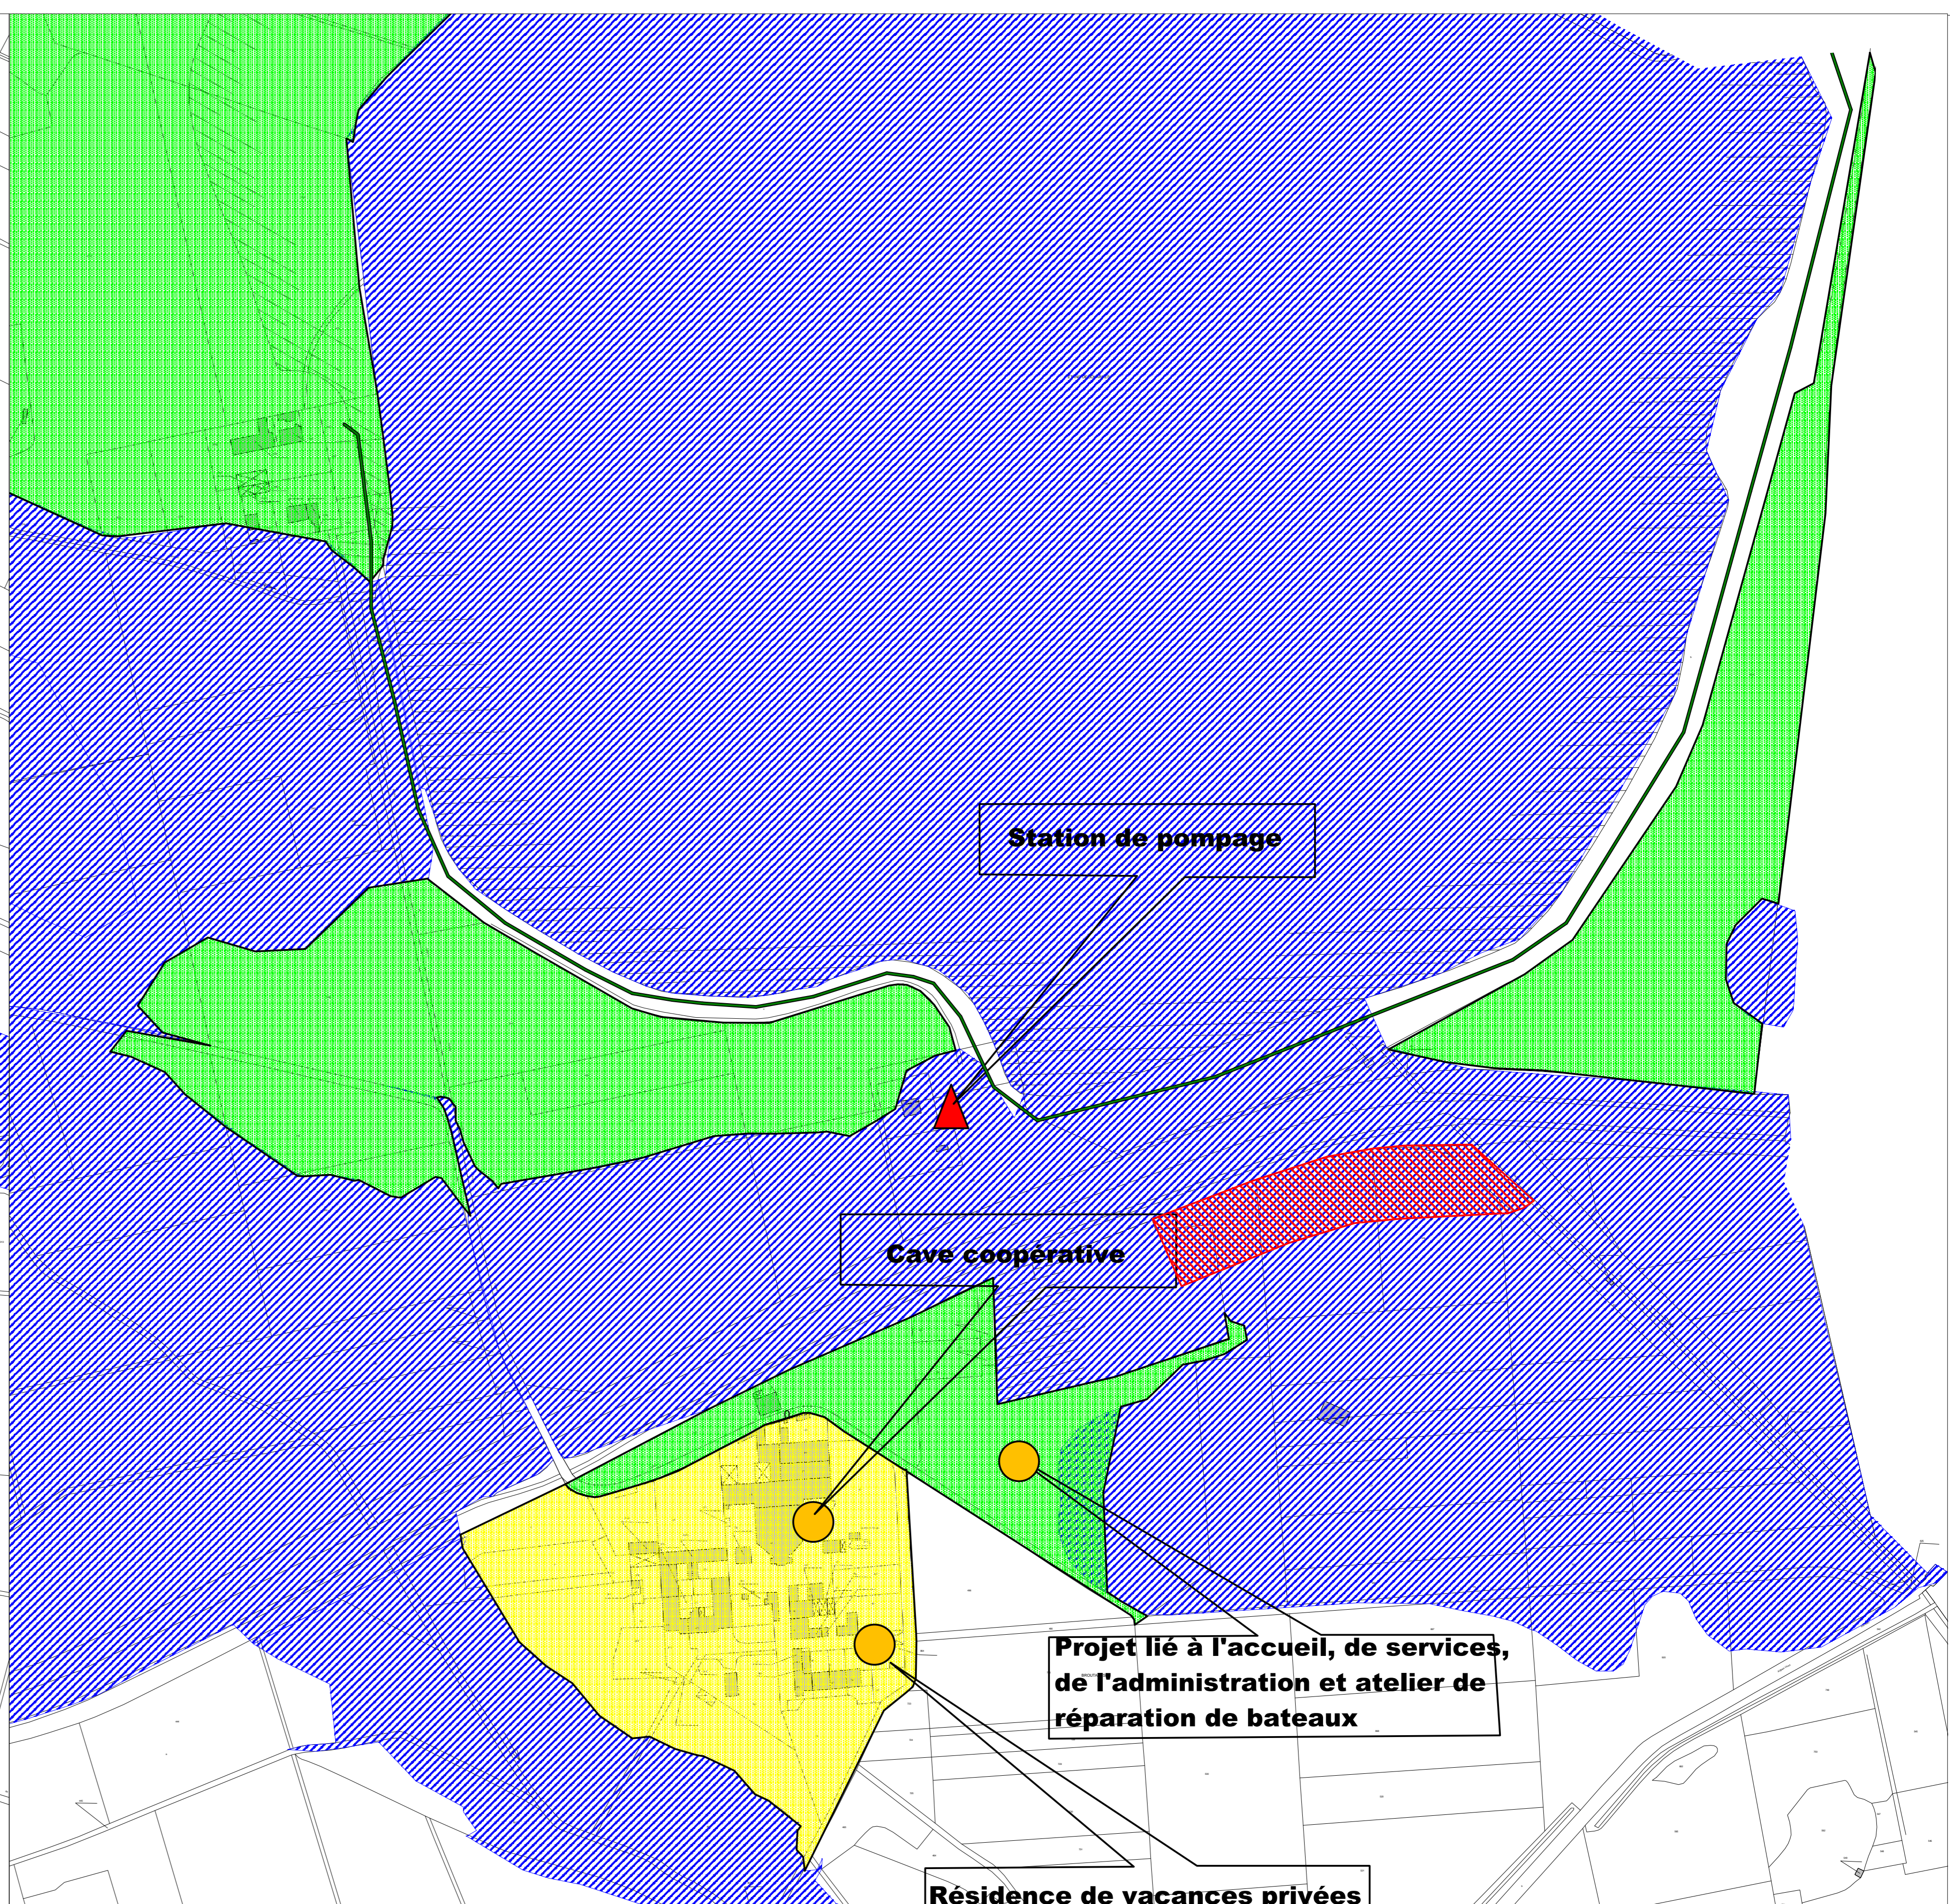 Station de pompage
Cave coopérative
Projet lié à l'accueil, de services,
de l'administration et atelier de
réparation de bateaux
Résidence de vacances privées